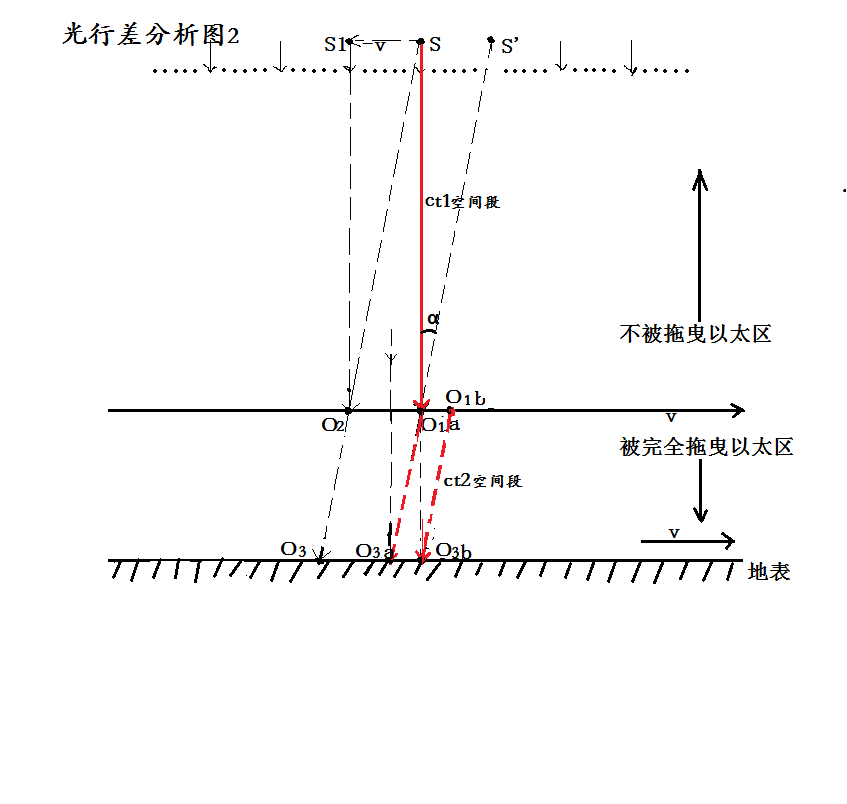 光行差分析图2
S1 v S S'
ct1空间段
α
不被拖曳以太区
O1b
O2 O1a v
被完全拖曳以太区
ct2空间段
v
O3 O3a O3b
地表